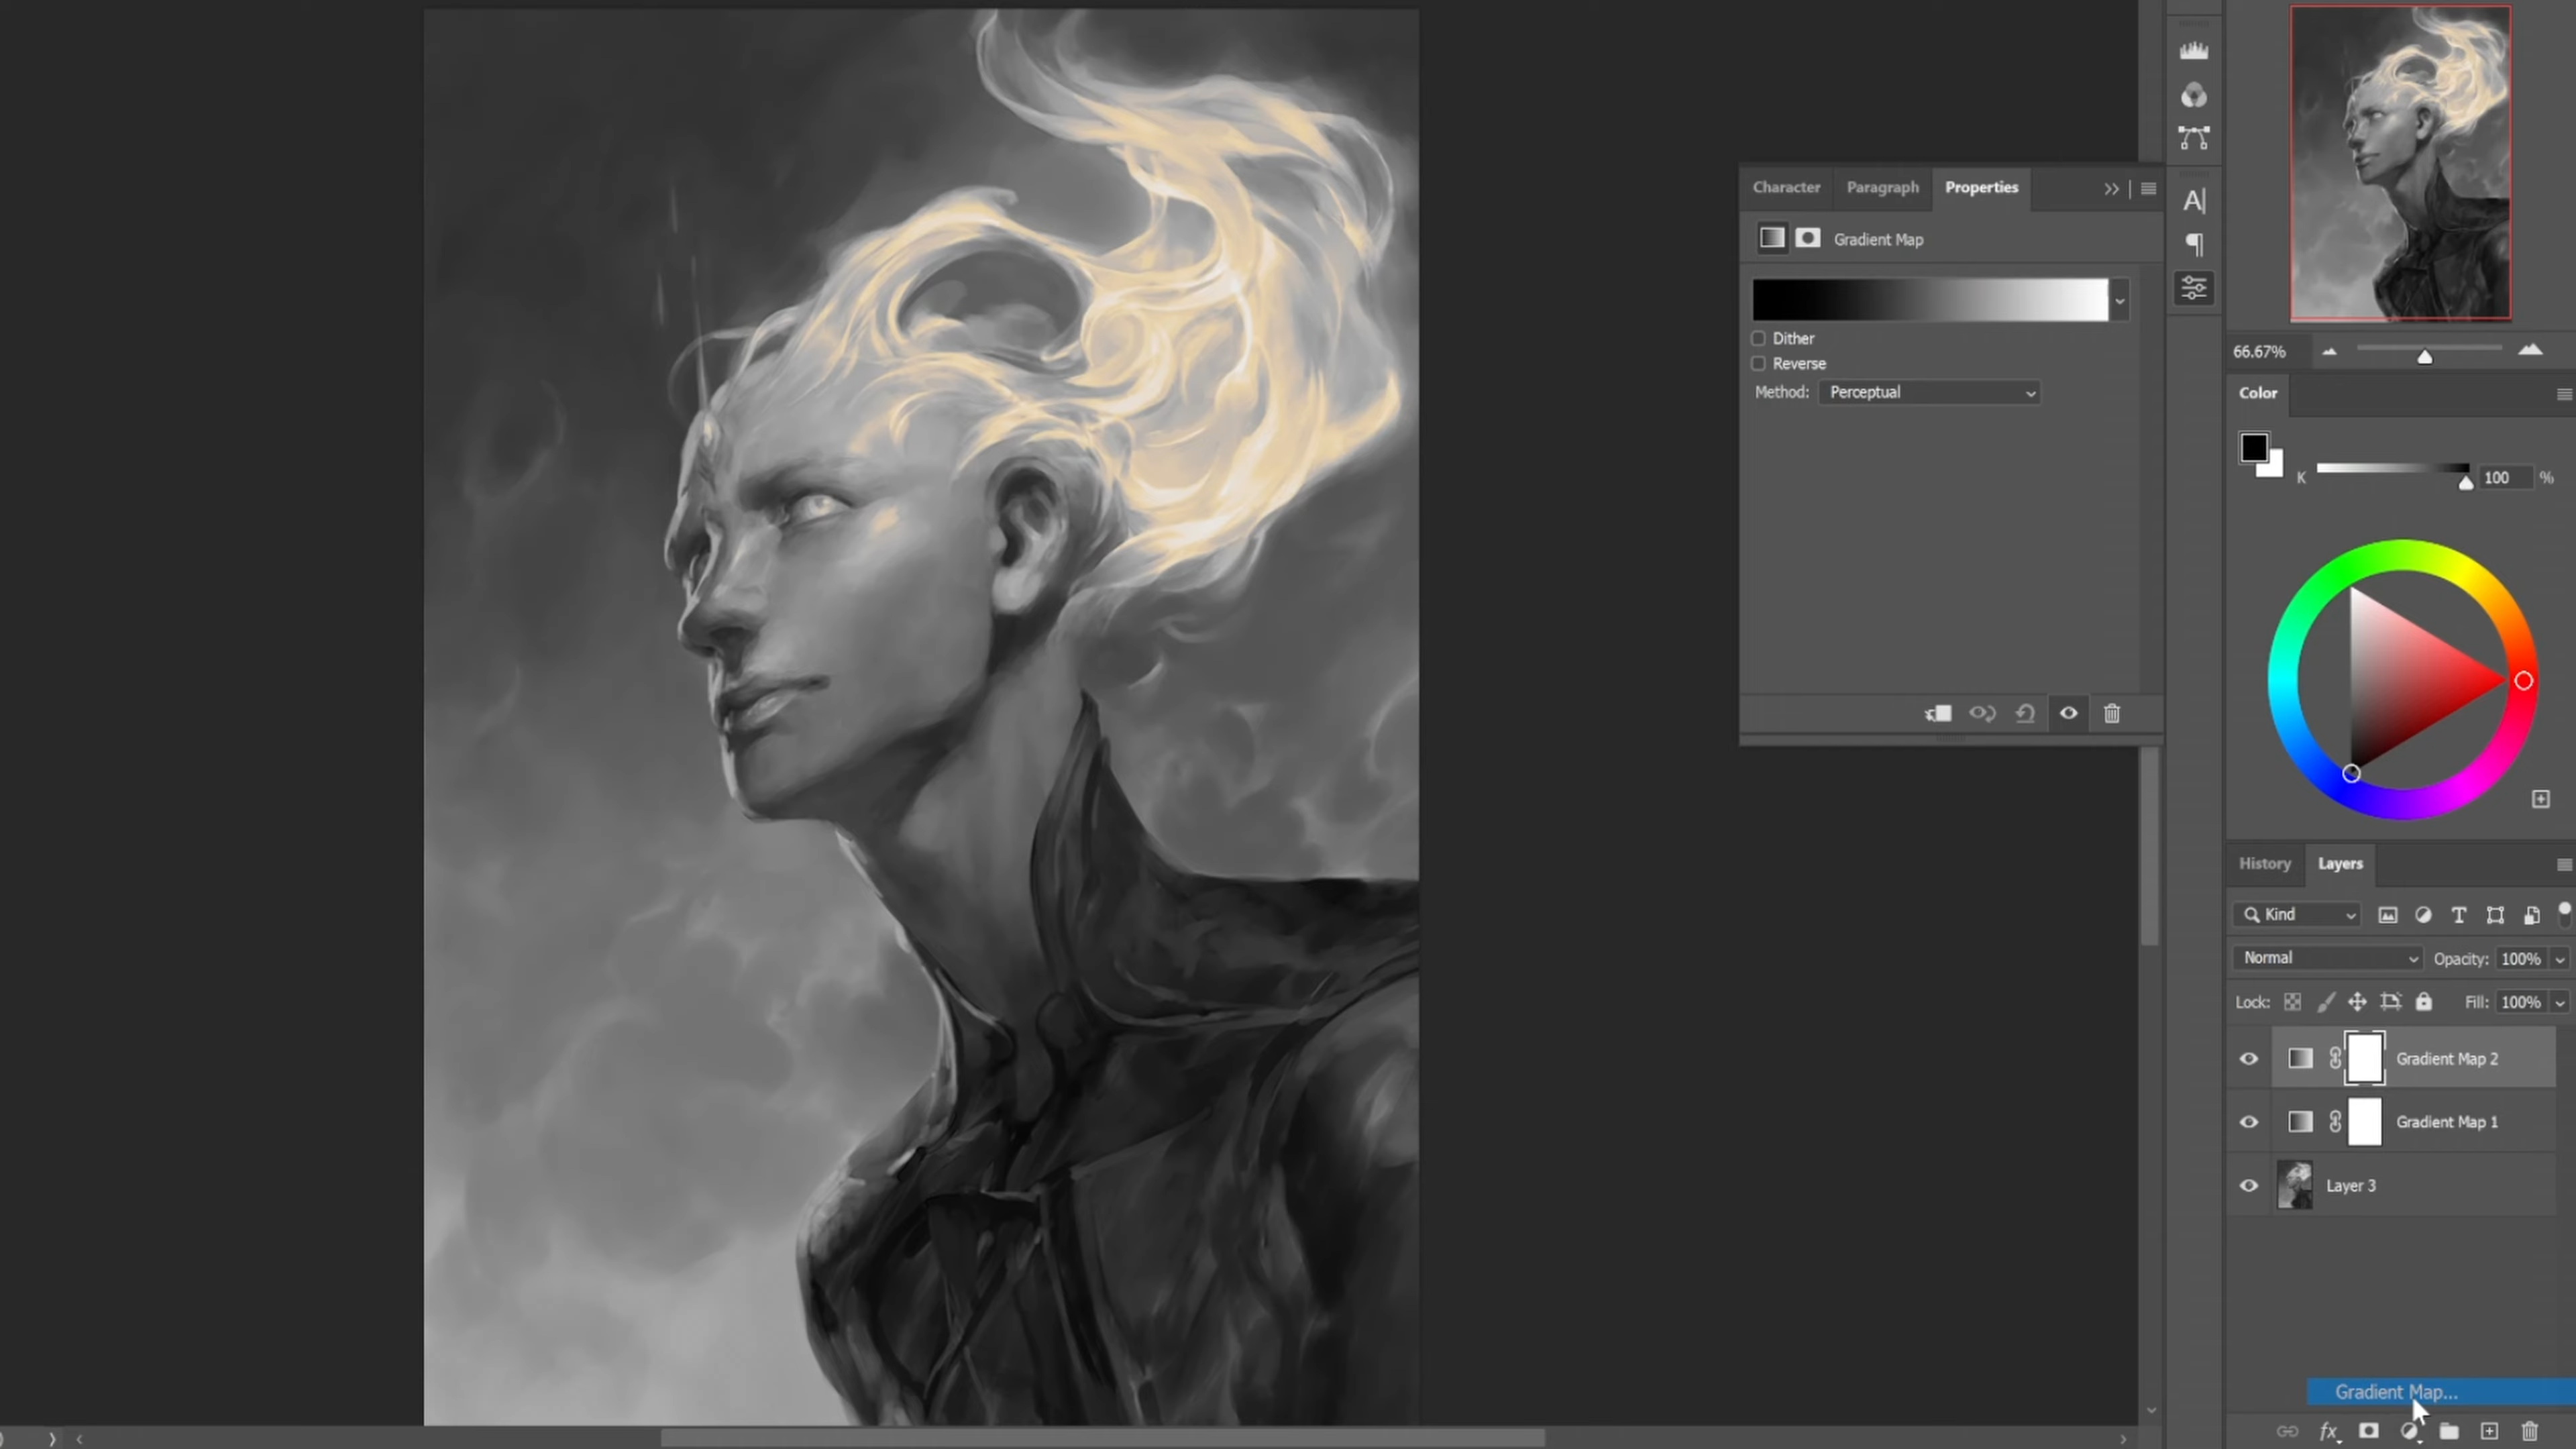 Character Paragraph Properties
Gradient Map
Dither
Reverse
Method: Perceptual
66.67%
Color
K 100 %
History Layers
Kind
Normal Opacity: 100%
Lock: Fill: 100%
Gradient Map 2
Gradient Map 1
Layer 3
Gradient Map...
fx